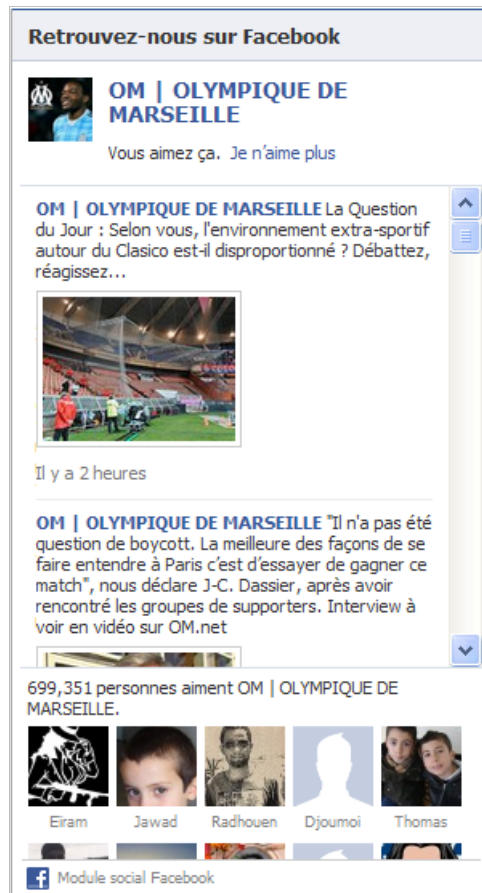 Retrouvez-nous sur Facebook
OM | OLYMPIQUE DE
MARSEILLE
Vous aimez ça. Je n'aime plus
OM | OLYMPIQUE DE MARSEILLE La Question
du Jour : Selon vous, l'environnement extra-sportif
autour du Clasico est-il disproportionné ? Débattez,
réagissez...
Il y a 2 heures
OM | OLYMPIQUE DE MARSEILLE "Il n'a pas été
question de boycott. La meilleure des façons de se
faire entendre à Paris c'est d'essayer de gagner ce
match", nous déclare J-C. Dassier, après avoir
rencontré les groupes de supporters. Interview à
voir en vidéo sur OM.net
699,351 personnes aiment OM | OLYMPIQUE DE
MARSEILLE.
Eiram Jawad Radhouen Djoumoi Thomas
Module social Facebook